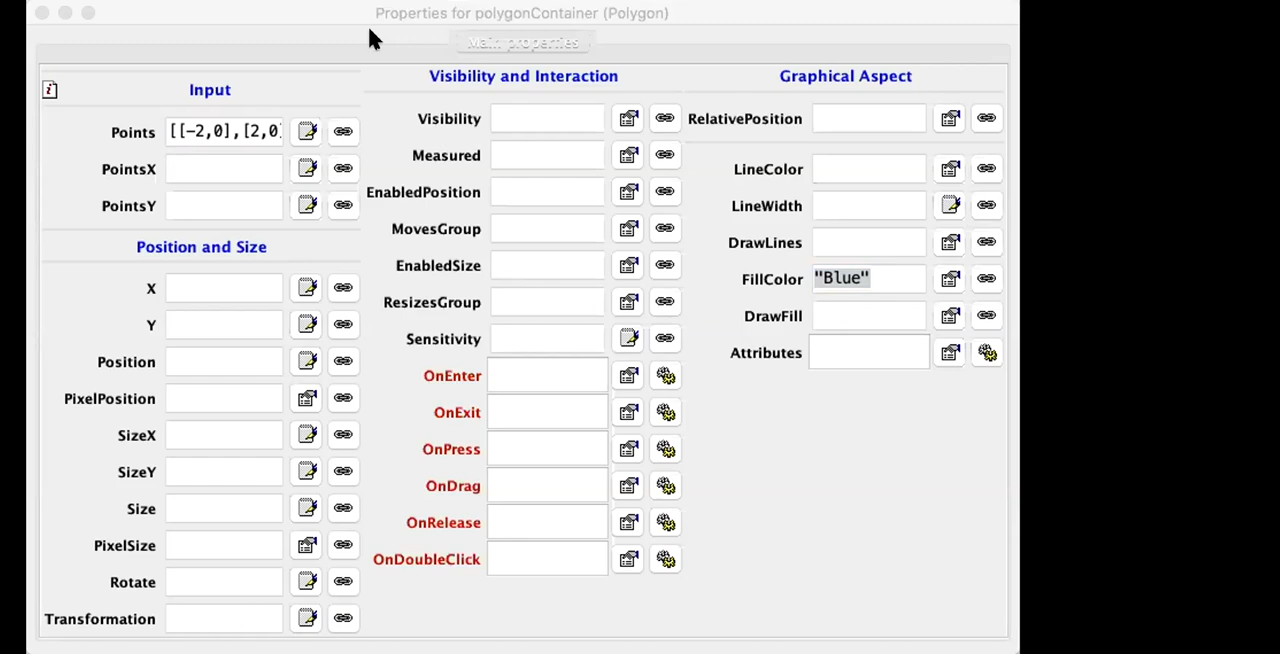 Properties for polygonContainer (Polygon)
Main properties
Input
Points [[-2,0],[2,0]
PointsX
PointsY
Position and Size
X
Y
Position
PixelPosition
SizeX
SizeY
Size
PixelSize
Rotate
Transformation
Visibility and Interaction
Visibility
Measured
EnabledPosition
MovesGroup
EnabledSize
ResizesGroup
Sensitivity
OnEnter
OnExit
OnPress
OnDrag
OnRelease
OnDoubleClick
Graphical Aspect
RelativePosition
LineColor
LineWidth
DrawLines
FillColor "Blue"
DrawFill
Attributes